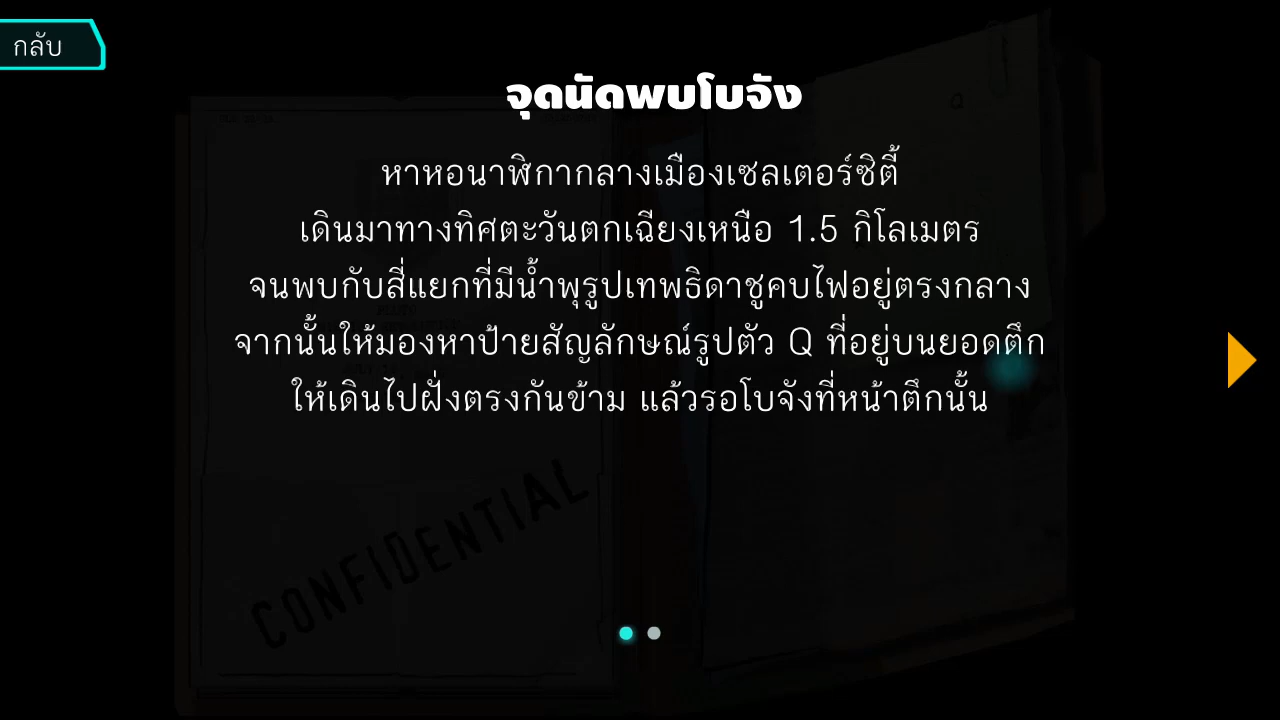 กลับ
จุดนัดพบโบจัง
หาหอนาฬิกากลางเมืองเซลเตอร์ซิตี้
เดินมาทางทิศตะวันตกเฉียงเหนือ 1.5 กิโลเมตร
จนพบกับสี่แยกที่มีน้ำพุรูปเทพธิดาชูคบไฟอยู่ตรงกลาง
จากนั้นให้มองหาป้ายสัญลักษณ์รูปตัว Q ที่อยู่บนยอดตึก
ให้เดินไปฝั่งตรงกันข้าม แล้วรอโบจังที่หน้าตึกนั้น
CONFIDENTIAL